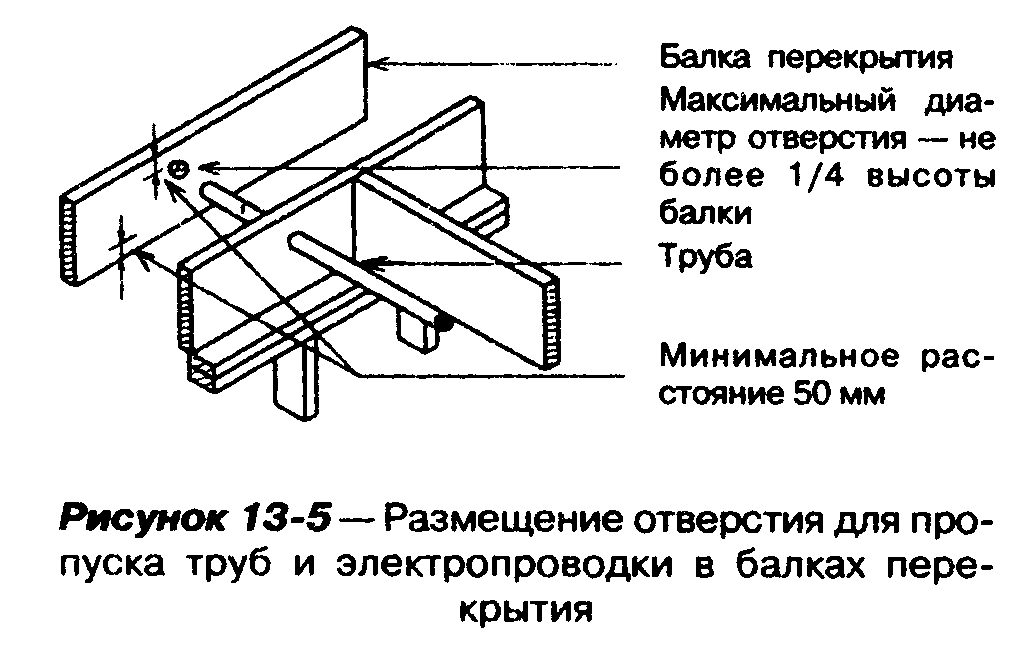 Балка перекрытия
Максимальный диа-
метр отверстия — не
более 1/4 высоты
балки
Труба
Минимальное рас-
стояние 50 мм
Рисунок 13-5 — Размещение отверстия для про-
пуска труб и электропроводки в балках пере-
крытия